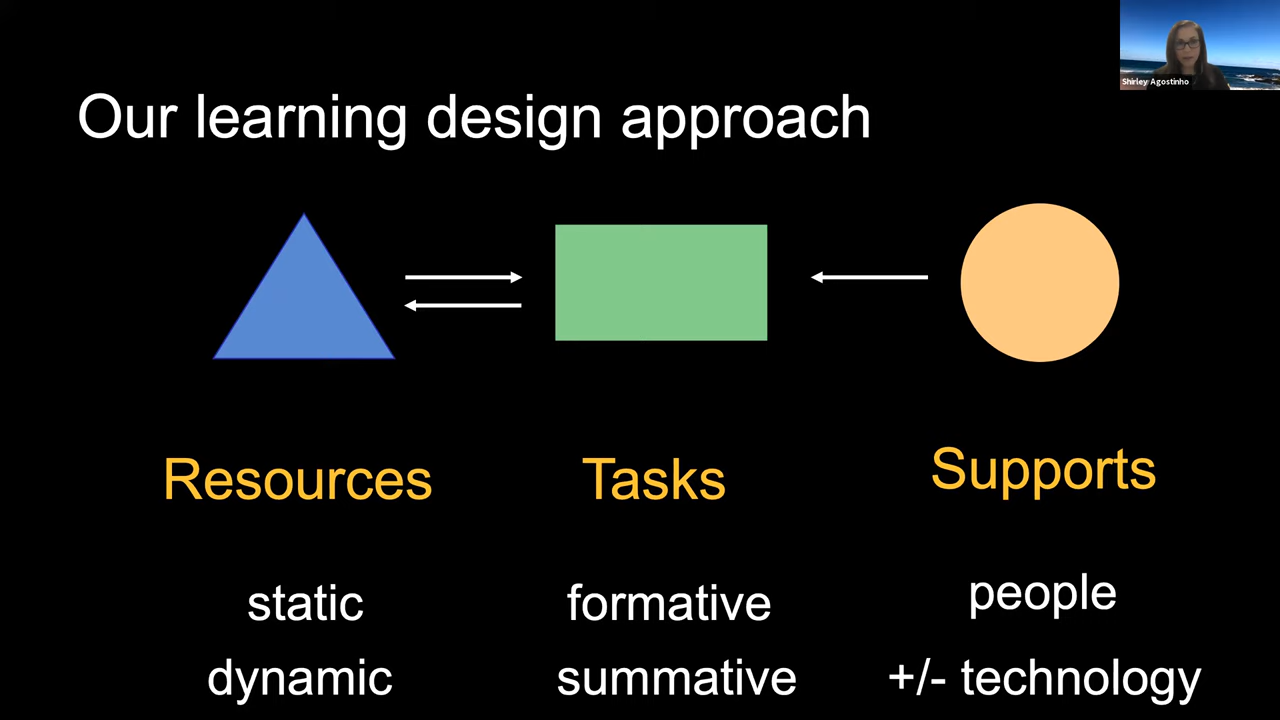 Shirley Agostinho
Our learning design approach
Resources
Tasks
Supports
static
formative
people
dynamic
summative
+/- technology